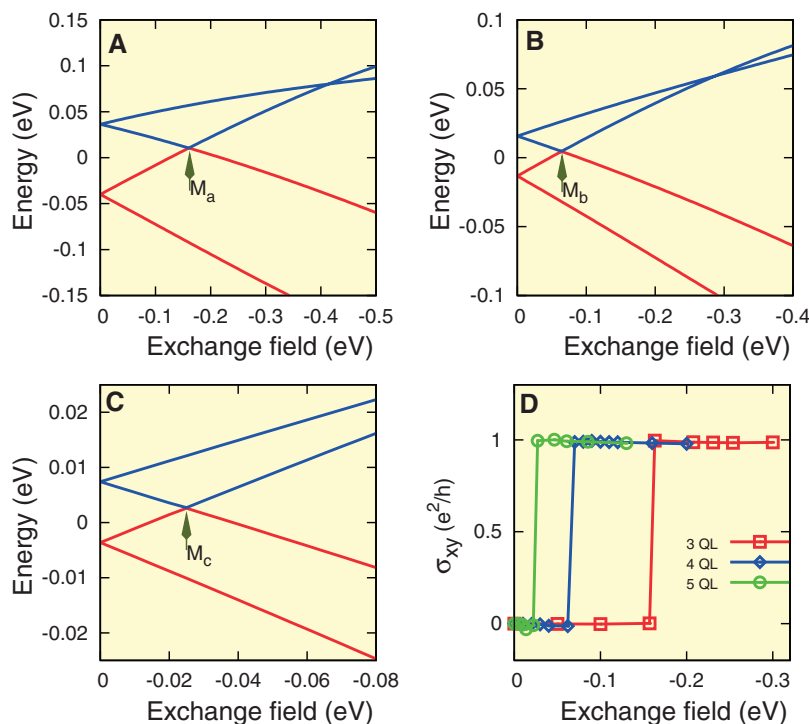 A
Energy (eV)
0.15
0.1
0.05
0
-0.05
-0.1
-0.15
M_a
0 -0.1 -0.2 -0.3 -0.4 -0.5
Exchange field (eV)
B
Energy (eV)
0.1
0.05
0
-0.05
-0.1
M_b
0 -0.1 -0.2 -0.3 -0.4
Exchange field (eV)
C
Energy (eV)
0.02
0.01
0
-0.01
-0.02
M_c
0 -0.02 -0.04 -0.06 -0.08
Exchange field (eV)
D
σ_xy (e²/h)
1
0.5
0
3 QL
4 QL
5 QL
0 -0.1 -0.2 -0.3
Exchange field (eV)